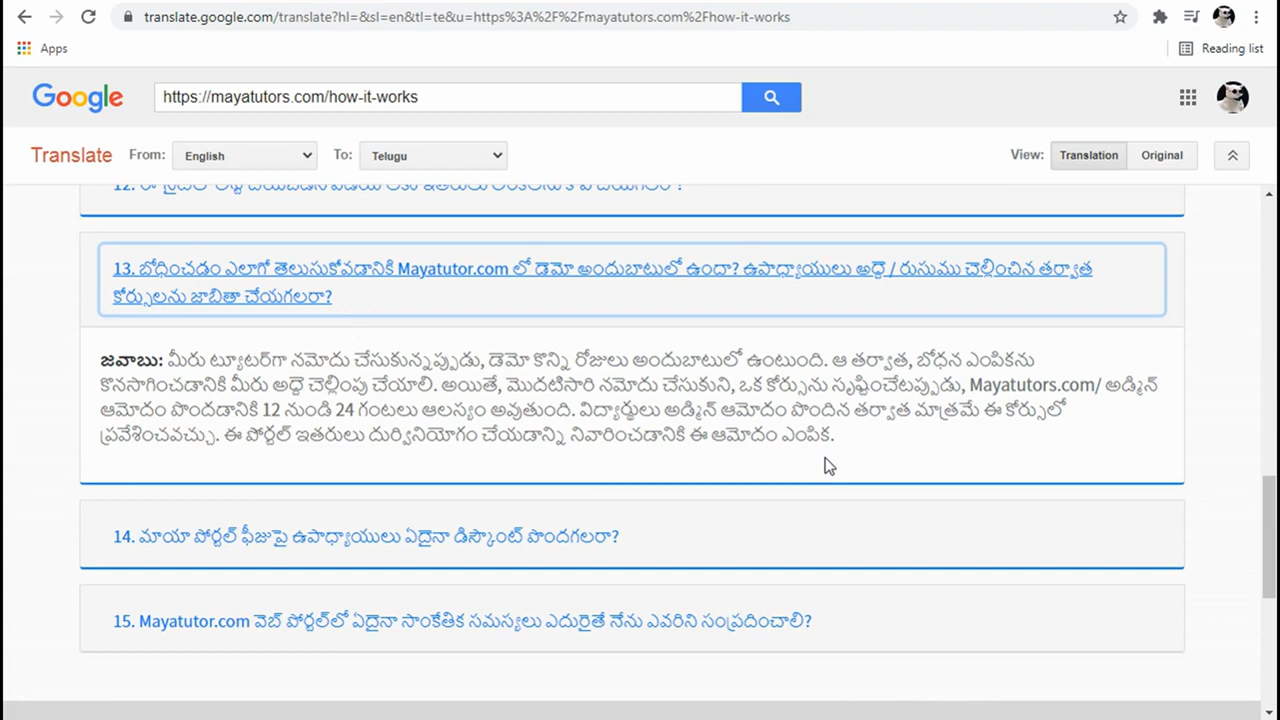 translate.google.com/translate?hl=&sl=en&tl=te&u=https%3A%2F%2Fmayatutors.com%2Fhow-it-works
Apps
Reading list
Google
https://mayatutors.com/how-it-works
Translate From: English To: Telugu View: Translation Original
13. బోధించడం ఎలాగో తెలుసుకోవడానికి Mayatutor.com లో డెమో అందుబాటులో ఉందా? ఉపాధ్యాయులు అద్దె / రుసుము చెల్లించిన తర్వాత
కోర్సులను జాబితా చేయగలరా?
జవాబు: మీరు ట్యూటర్‌గా నమోదు చేసుకున్నప్పుడు, డెమో కొన్ని రోజులు అందుబాటులో ఉంటుంది. ఆ తర్వాత, బోధన ఎంపికను
కొనసాగించడానికి మీరు అద్దె చెల్లింపు చేయాలి. అయితే, మొదటిసారి నమోదు చేసుకుని, ఒక కోర్సును సృష్టించేటప్పుడు, Mayatutors.com/ అడ్మిన్
ఆమోదం పొందడానికి 12 నుండి 24 గంటలు ఆలస్యం అవుతుంది. విద్యార్థులు అడ్మిన్ ఆమోదం పొందిన తర్వాత మాత్రమే ఈ కోర్సులో
ప్రవేశించవచ్చు. ఈ పోర్టల్ ఇతరులు దుర్వినియోగం చేయడాన్ని నివారించడానికి ఈ ఆమోదం ఎంపిక.
14. మాయా పోర్టల్ ఫీజుపై ఉపాధ్యాయులు ఏదైనా డిస్కౌంట్ పొందగలరా?
15. Mayatutor.com వెబ్ పోర్టల్‌లో ఏదైనా సాంకేతిక సమస్యలు ఎదురైతే నేను ఎవరిని సంప్రదించాలి?